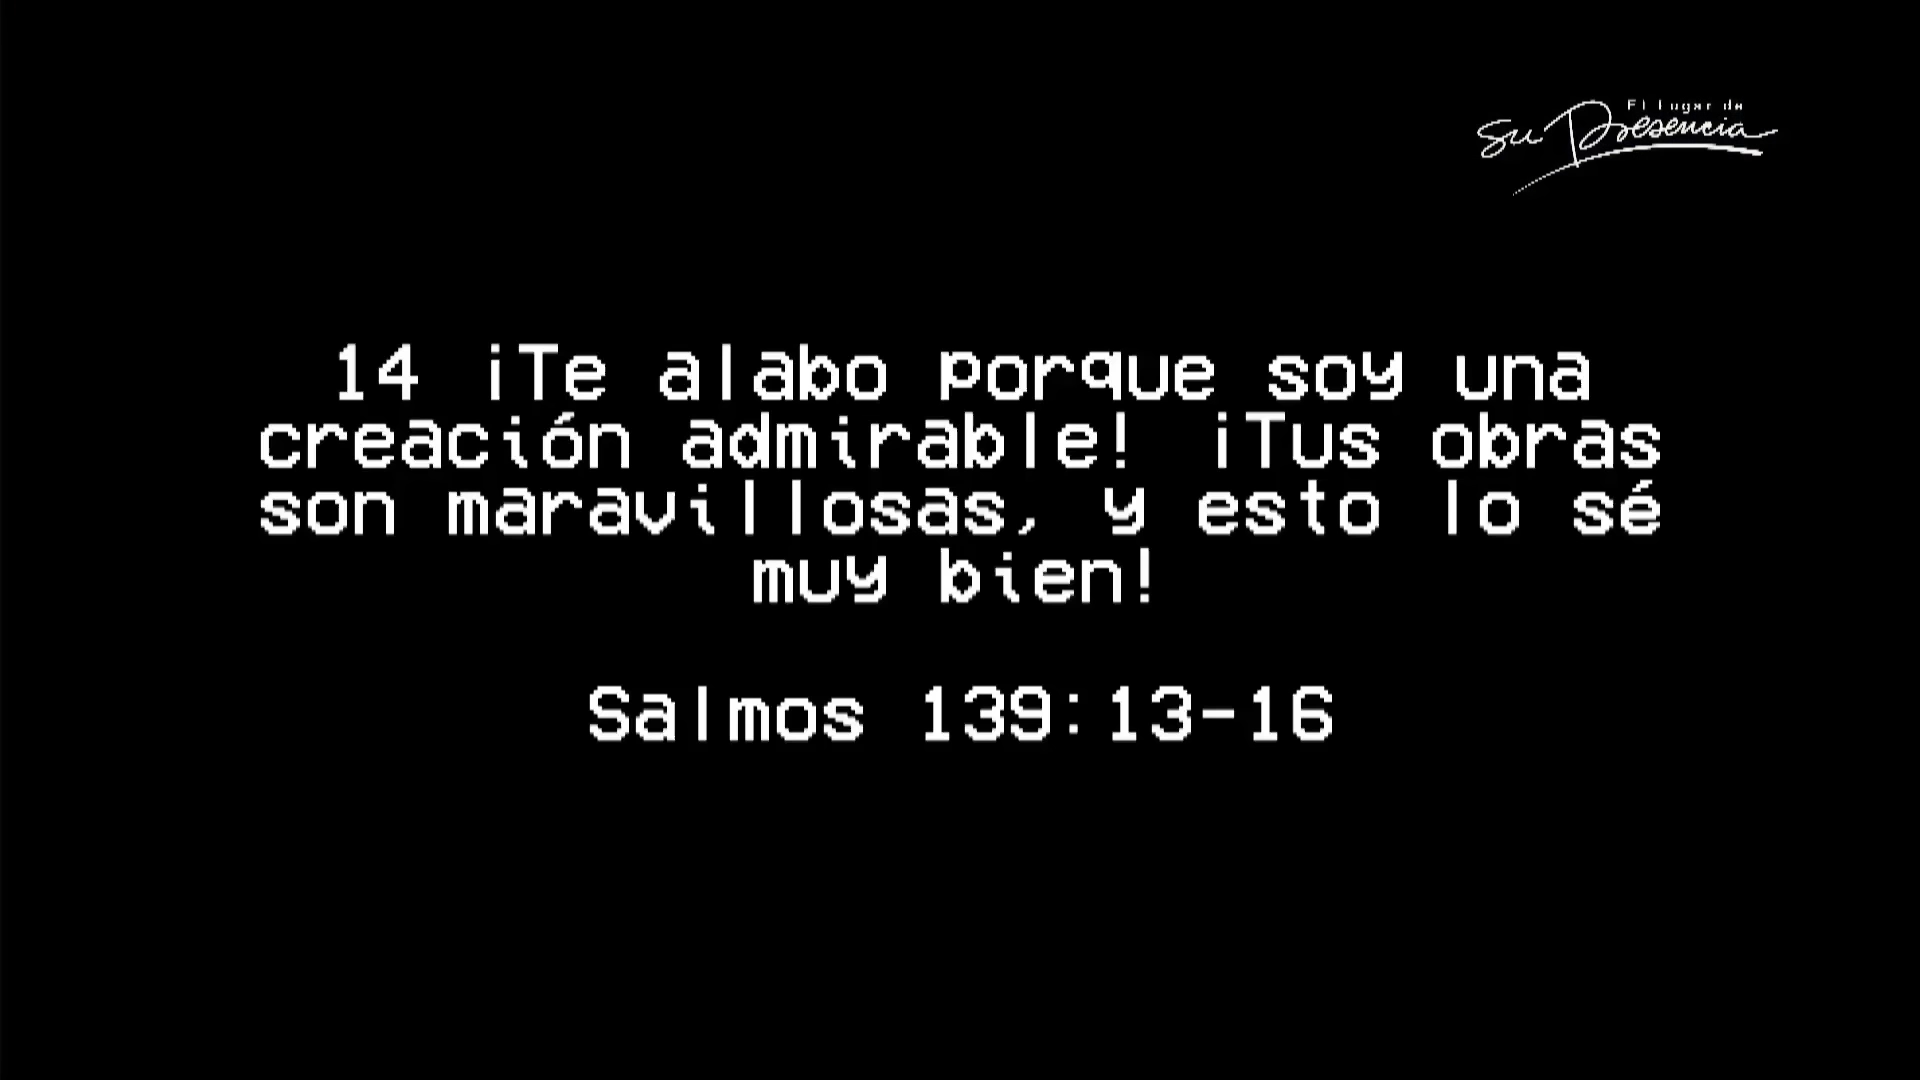 El lugar de
Su Presencia
14 ¡Te alabo porque soy una
creación admirable! ¡Tus obras
son maravillosas, y esto lo sé
muy bien!
Salmos 139:13-16